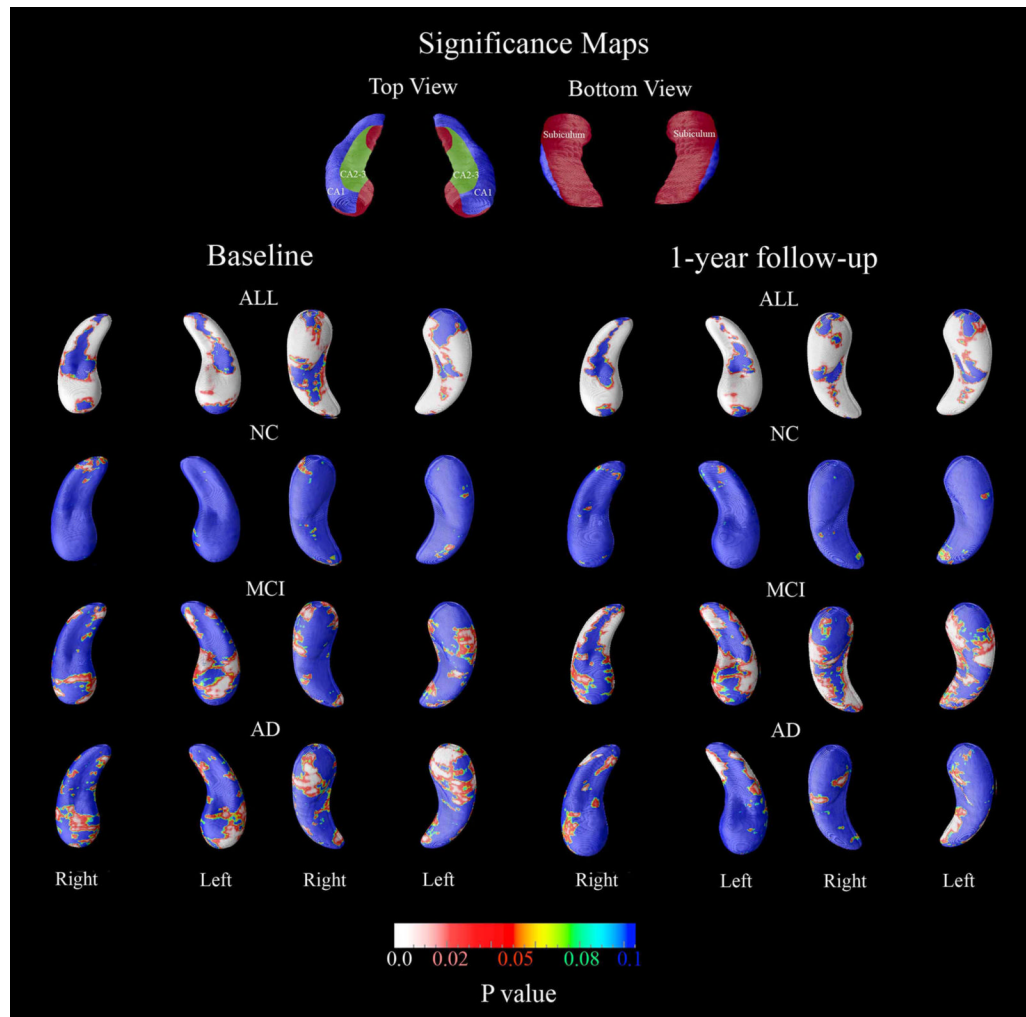 Significance Maps
Top View Bottom View
Subiculum Subiculum
CA2-3 CA2-3
CA1 CA1
Baseline 1-year follow-up
ALL ALL
NC NC
MCI MCI
AD AD
Right Left Right Left Right Left Right Left
0.0 0.02 0.05 0.08 0.1
P value